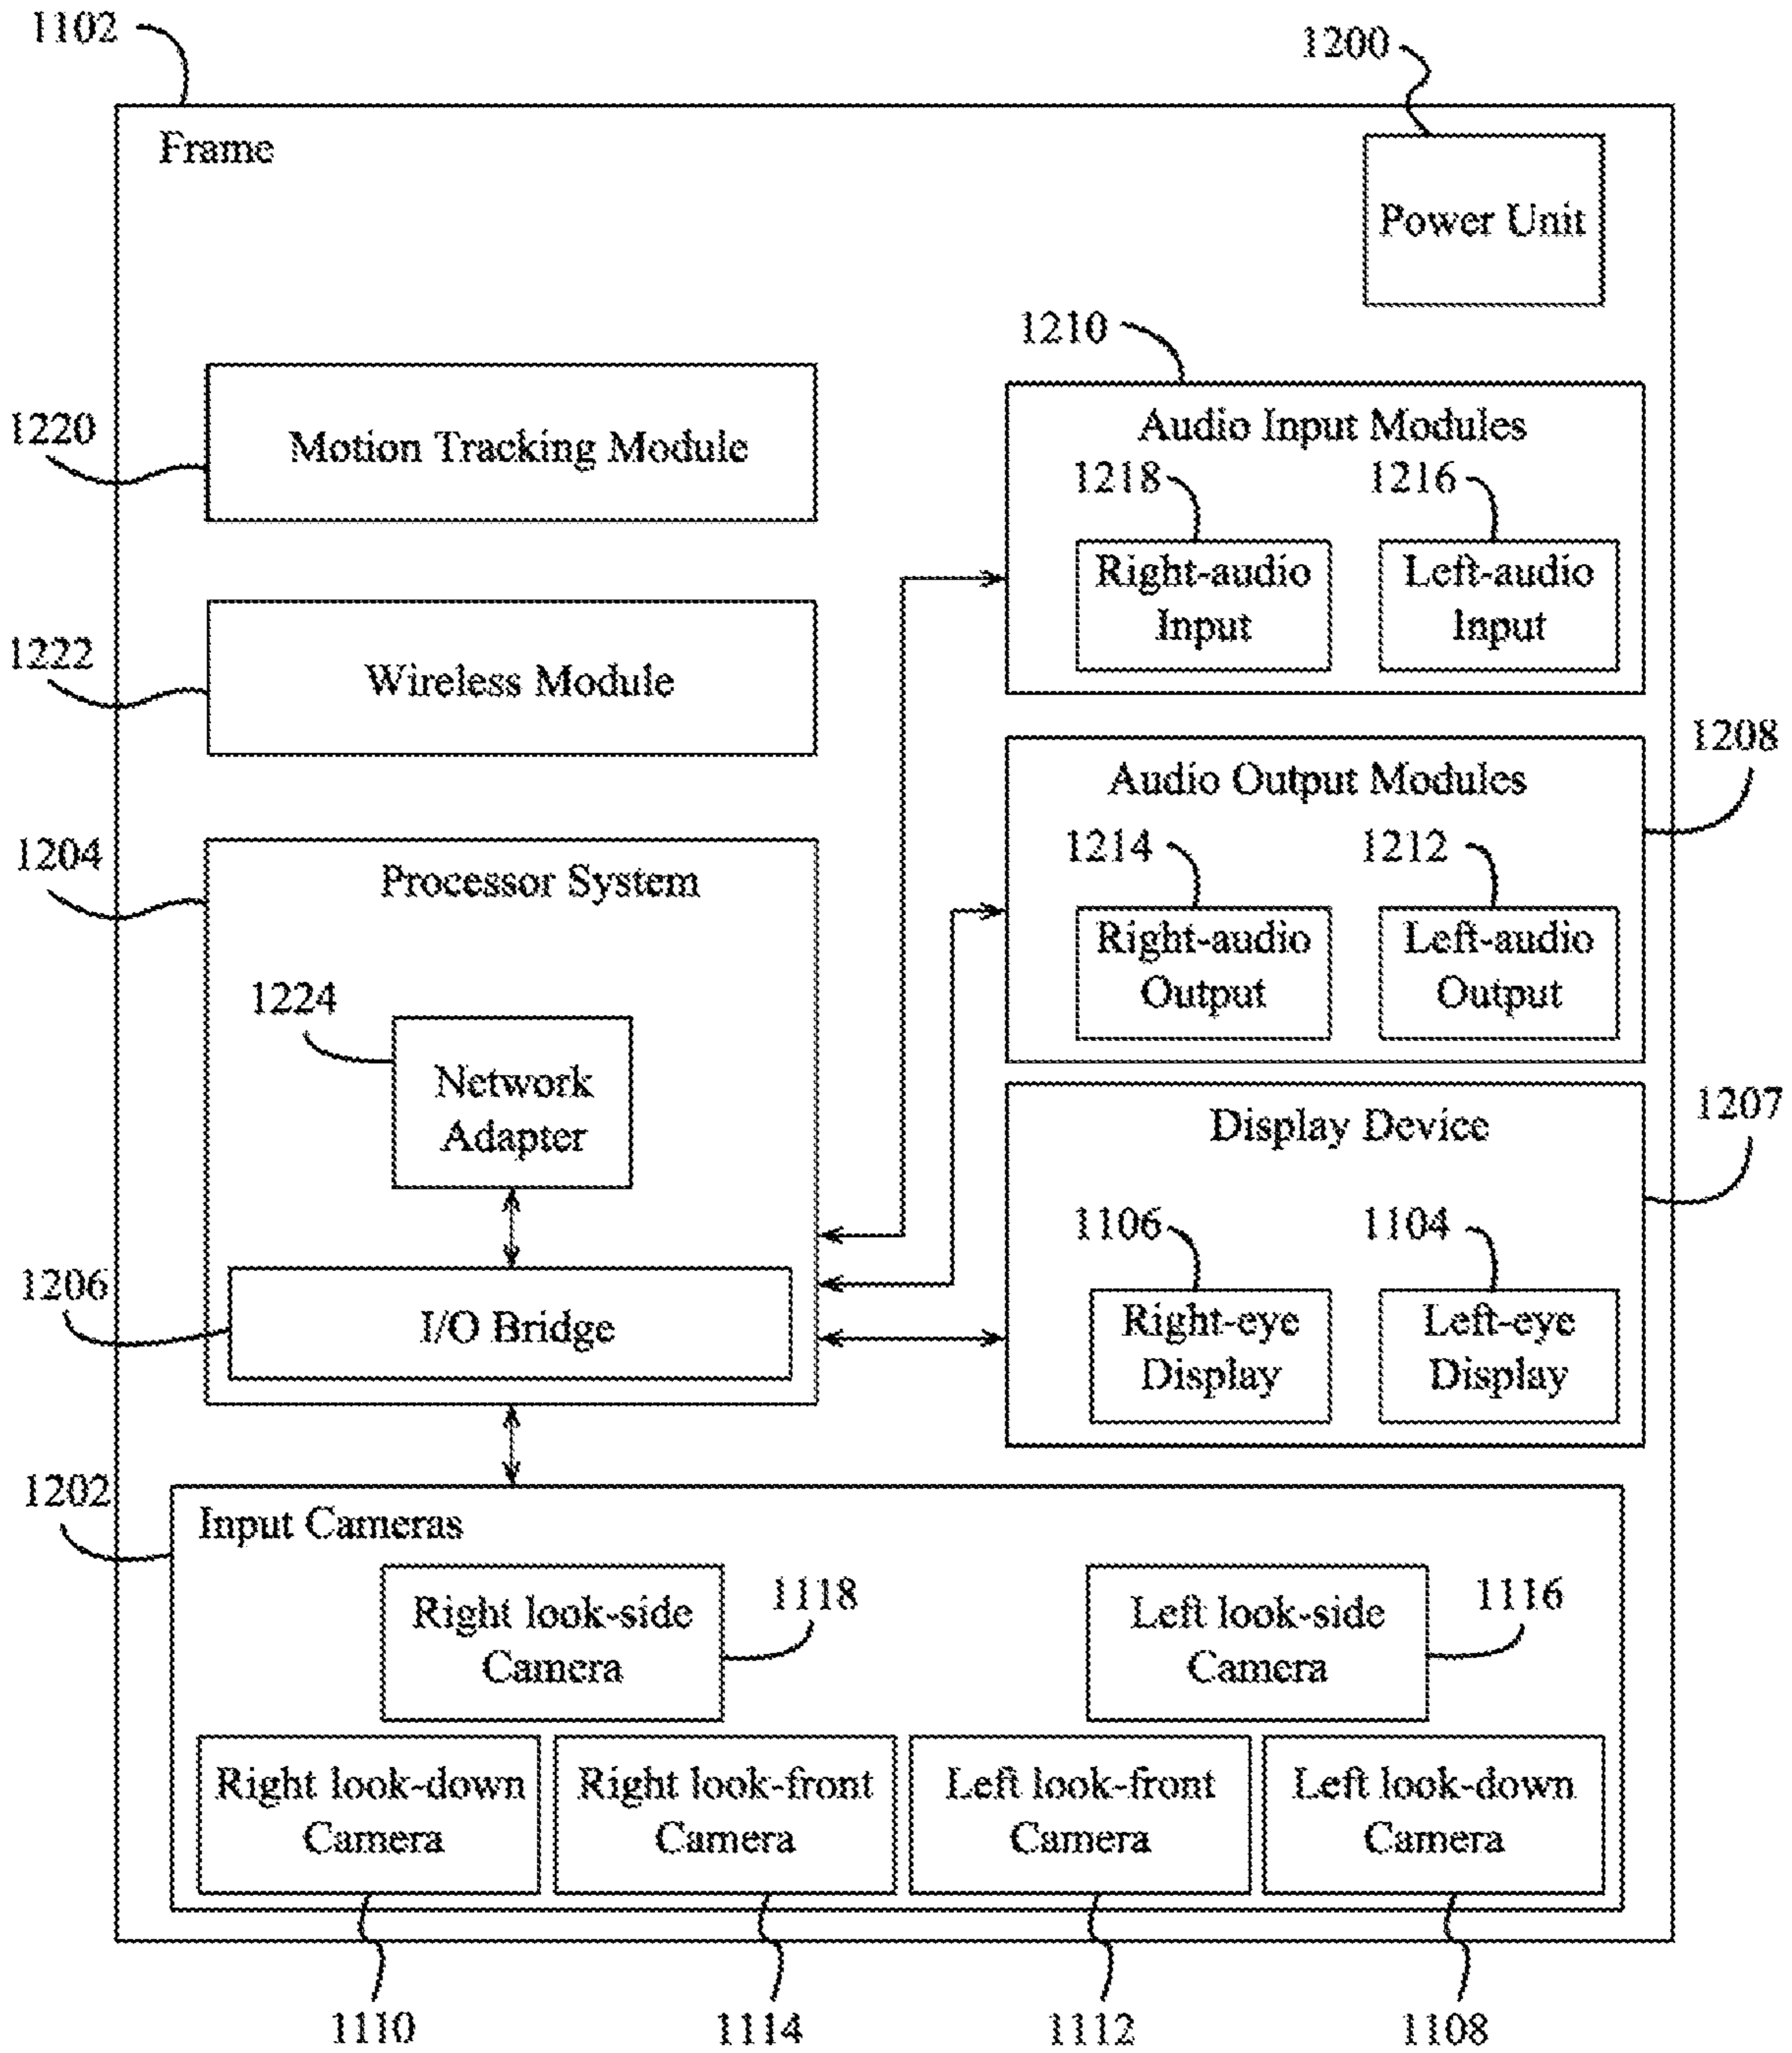 1102
1200
Frame
Power Unit
1210
Audio Input Modules
1220
Motion Tracking Module
1218
1216
Right-audio
Input
Left-audio
Input
1222
Wireless Module
1208
Audio Output Modules
1204
Processor System
1214
1212
Right-audio
Output
Left-audio
Output
1224
Network
Adapter
1207
Display Device
1106
1104
1206
I/O Bridge
Right-eye
Display
Left-eye
Display
1202
Input Cameras
Right look-side
Camera
1118
Left look-side
Camera
1116
Right look-down
Camera
Right look-front
Camera
Left look-front
Camera
Left look-down
Camera
1110
1114
1112
1108